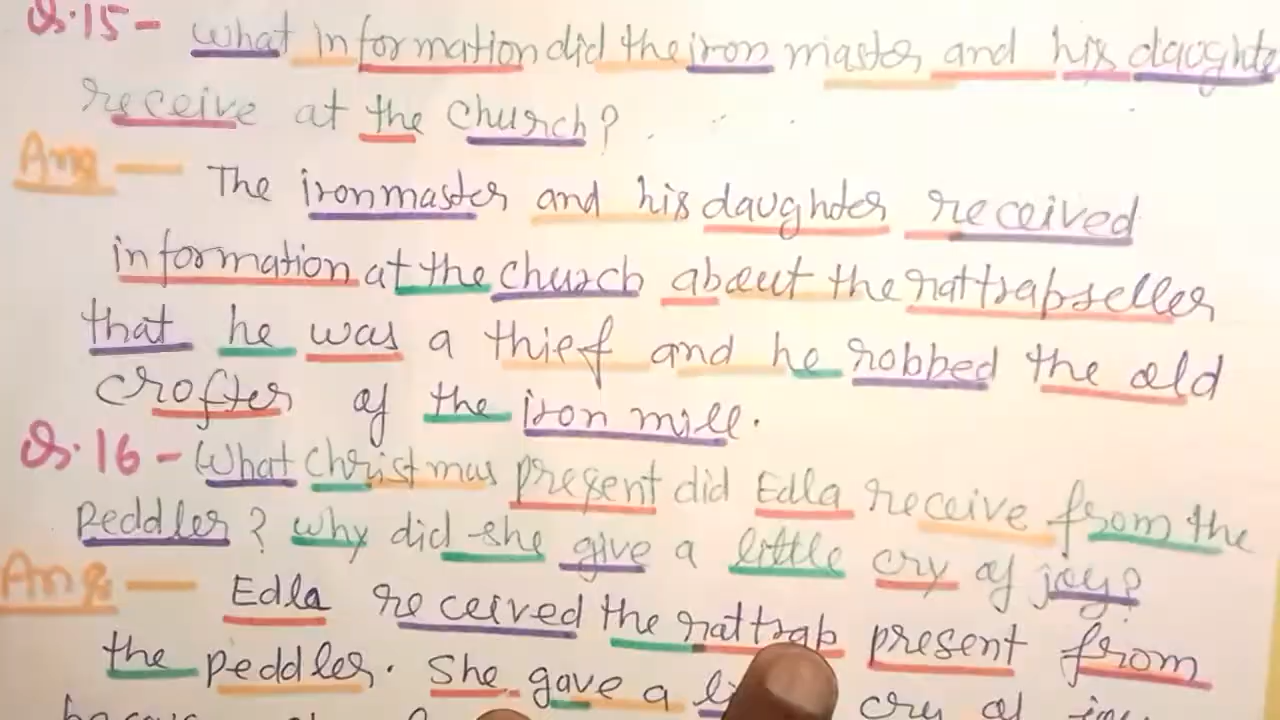 Q.15- What information did the iron master and his daughte
receive at the church?
Ans — The ironmaster and his daughter received
information at the church about the rattrap seller
that he was a thief and he robbed the old
crofter of the iron mill.
Q.16 - What christmas present did Edla receive from the
peddler? why did she give a little cry of joy?
Ans — Edla received the rattrap present from
the peddler. She gave a cry of